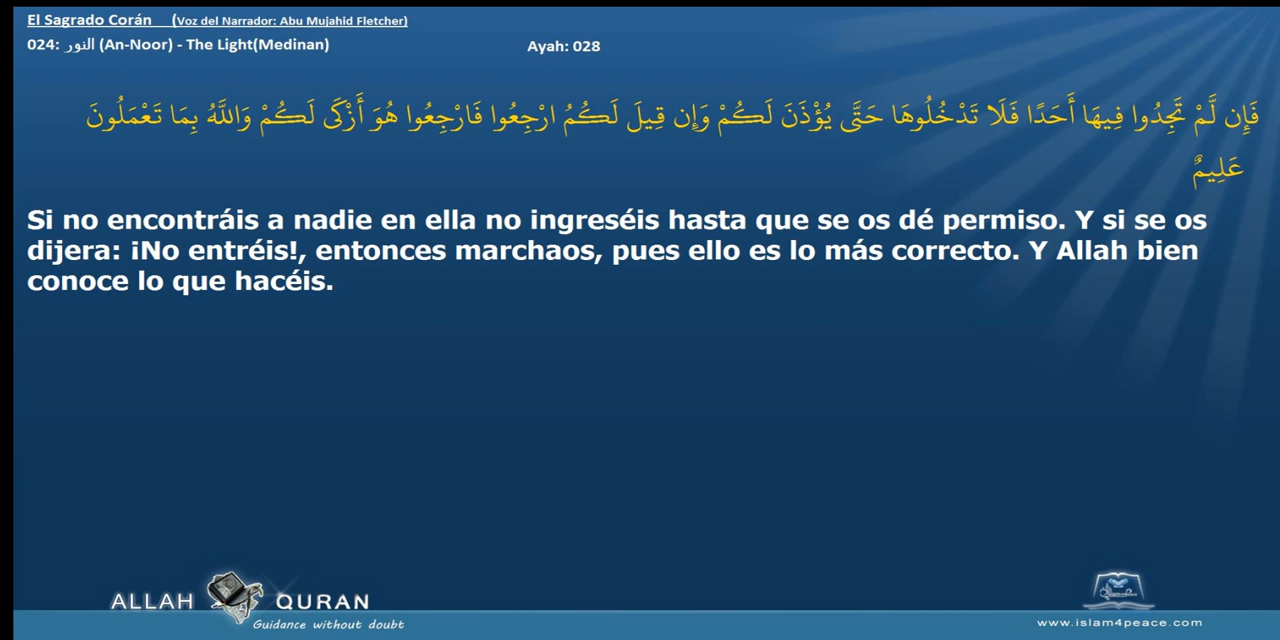 El Sagrado Corán (Voz del Narrador: Abu Mujahid Fletcher)
024: النور (An-Noor) - The Light(Medinan)
Ayah: 028
فَإِن لَّمْ تَجِدُوا فِيهَا أَحَدًا فَلَا تَدْخُلُوهَا حَتَّى يُؤْذَنَ لَكُمْ وَإِن قِيلَ لَكُمُ ارْجِعُوا فَارْجِعُوا هُوَ أَزْكَى لَكُمْ وَاللَّهُ بِمَا تَعْمَلُونَ
عَلِيمٌ
Si no encontráis a nadie en ella no ingreséis hasta que se os dé permiso. Y si se os
dijera: ¡No entréis!, entonces marchaos, pues ello es lo más correcto. Y Allah bien
conoce lo que hacéis.
ALLAH QURAN
Guidance without doubt
www.islam4peace.com